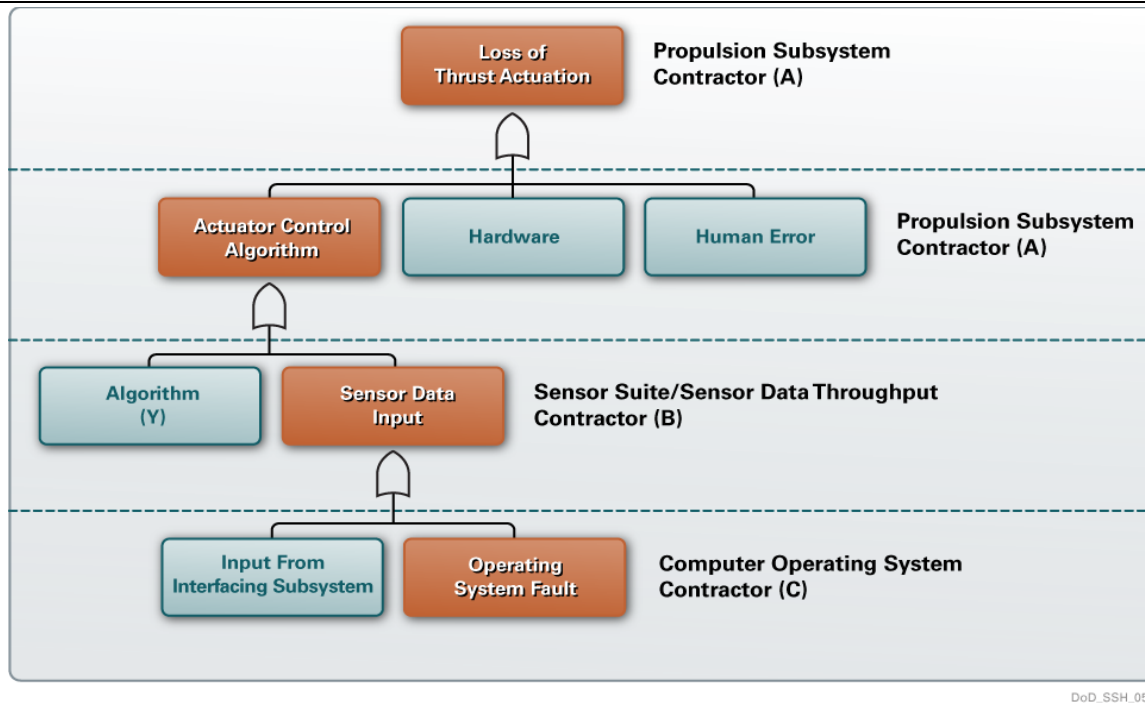 Loss of
Thrust Actuation
Propulsion Subsystem
Contractor (A)
Actuator Control
Algorithm
Hardware
Human Error
Propulsion Subsystem
Contractor (A)
Algorithm
(Y)
Sensor Data
Input
Sensor Suite/Sensor Data Throughput
Contractor (B)
Input From
Interfacing Subsystem
Operating
System Fault
Computer Operating System
Contractor (C)
DoD_SSH_05